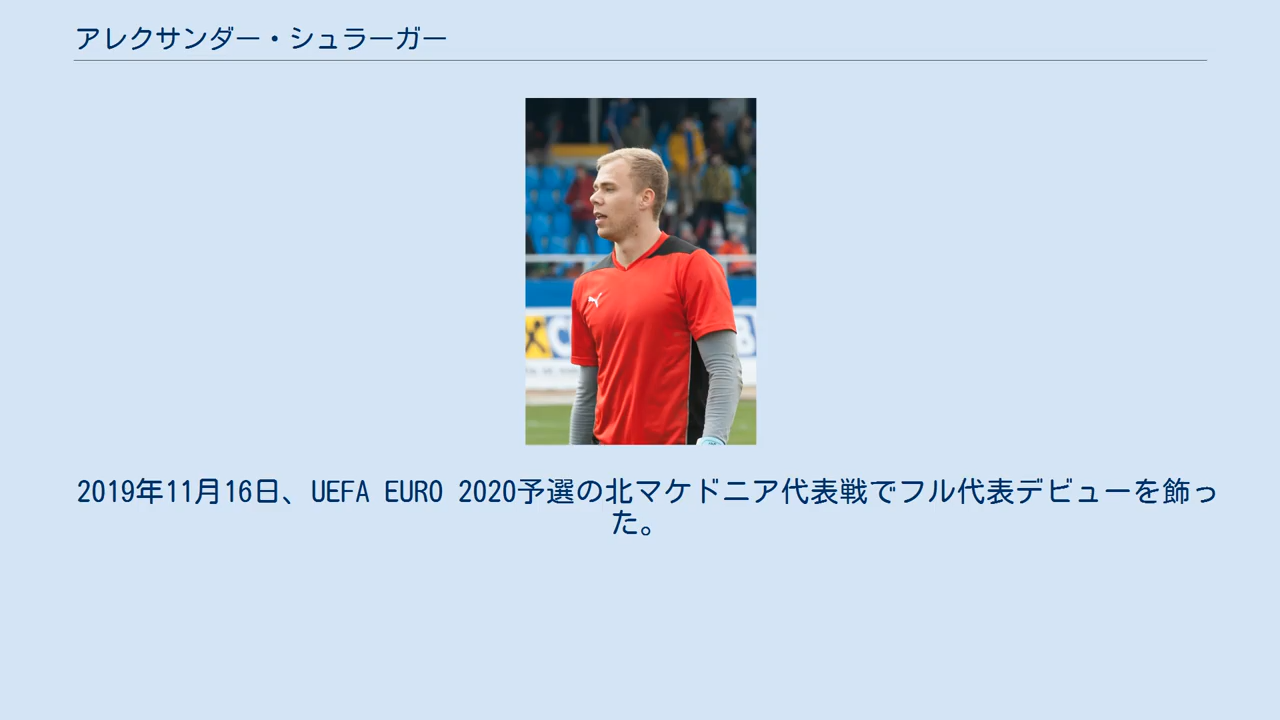 アレクサンダー・シュラーガー
2019年11月16日、UEFA EURO 2020予選の北マケドニア代表戦でフル代表デビューを飾っ
た。